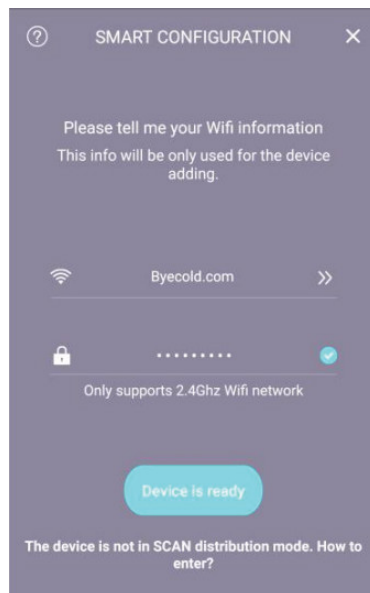 SMART CONFIGURATION
Please tell me your Wifi information
This info will be only used for the device
adding.
Byecold.com
Only supports 2.4Ghz Wifi network
Device is ready
The device is not in SCAN distribution mode. How to
enter?